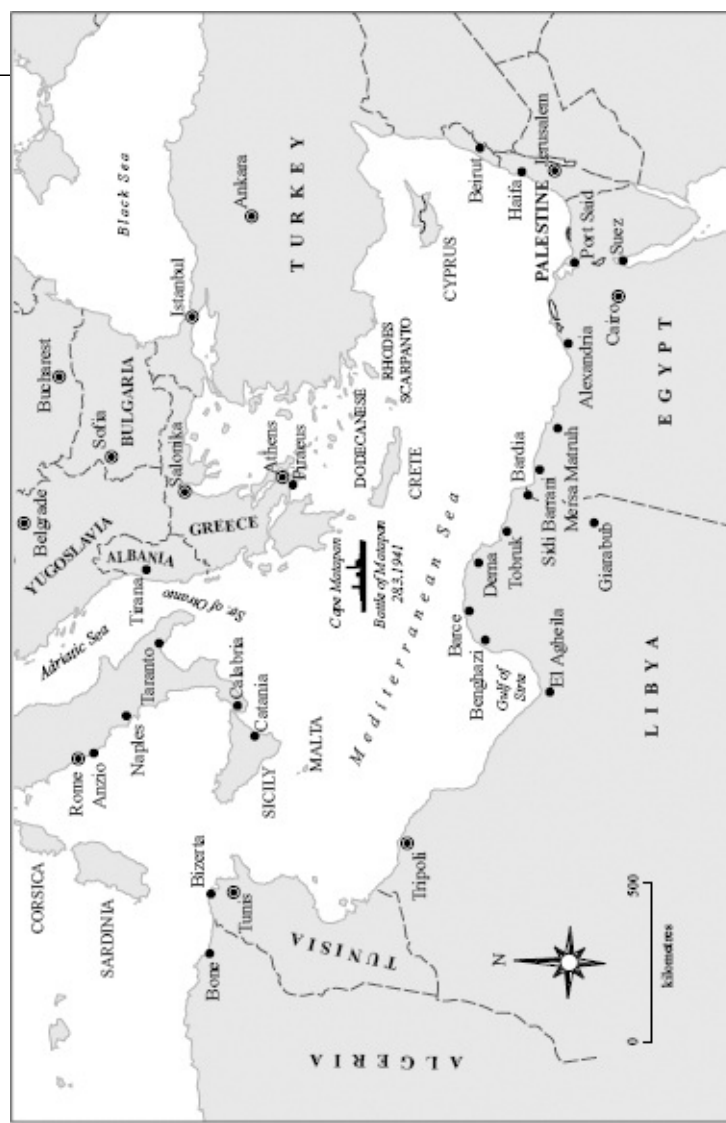 CORSICA
SARDINIA
Rome
Anzio
Naples
Taranto
Adriatic Sea
Str. of Otranto
YUGOSLAVIA
Belgrade
ALBANIA
Tirana
Bucharest
Sofia
BULGARIA
Black Sea
Istanbul
Salonika
GREECE
Ankara
TURKEY
Athens
Piraeus
Calabria
Catania
SICILY
MALTA
Bizerta
Tunis
Bone
TUNISIA
ALGERIA
Cape Matapan
Battle of Matapan
28.3.1941
DODECANESE
RHODES
SCARPANTO
CRETE
CYPRUS
Mediterranean Sea
Beirut
Haifa
Jerusalem
PALESTINE
Port Said
Suez
Cairo
Alexandria
EGYPT
Mersa Matruh
Sidi Barrani
Bardia
Tobruk
Derna
Giarabub
Barce
Benghazi
Gulf of
Sirte
El Agheila
LIBYA
Tripoli
N
0 500
kilometres